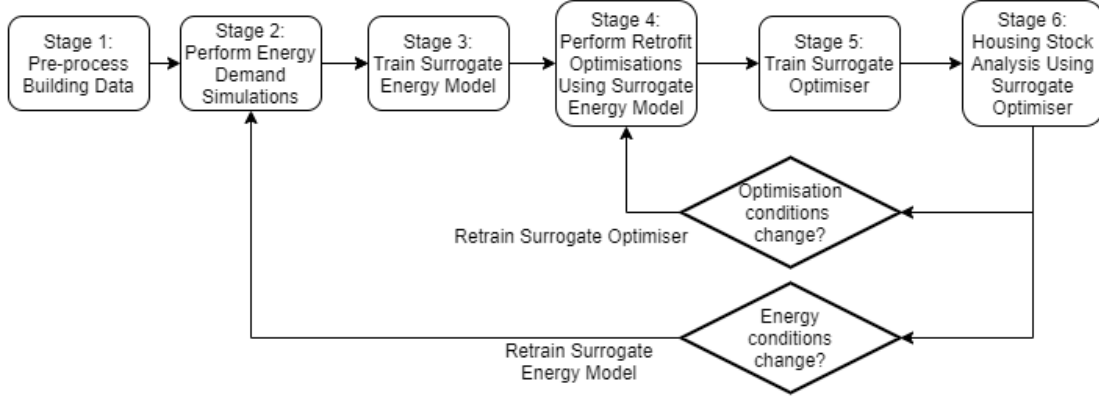 Stage 1:
Pre-process
Building Data
Stage 2:
Perform Energy
Demand
Simulations
Stage 3:
Train Surrogate
Energy Model
Stage 4:
Perform Retrofit
Optimisations
Using Surrogate
Energy Model
Stage 5:
Train Surrogate
Optimiser
Stage 6:
Housing Stock
Analysis Using
Surrogate
Optimiser
Optimisation
conditions
change?
Retrain Surrogate Optimiser
Energy
conditions
change?
Retrain Surrogate
Energy Model